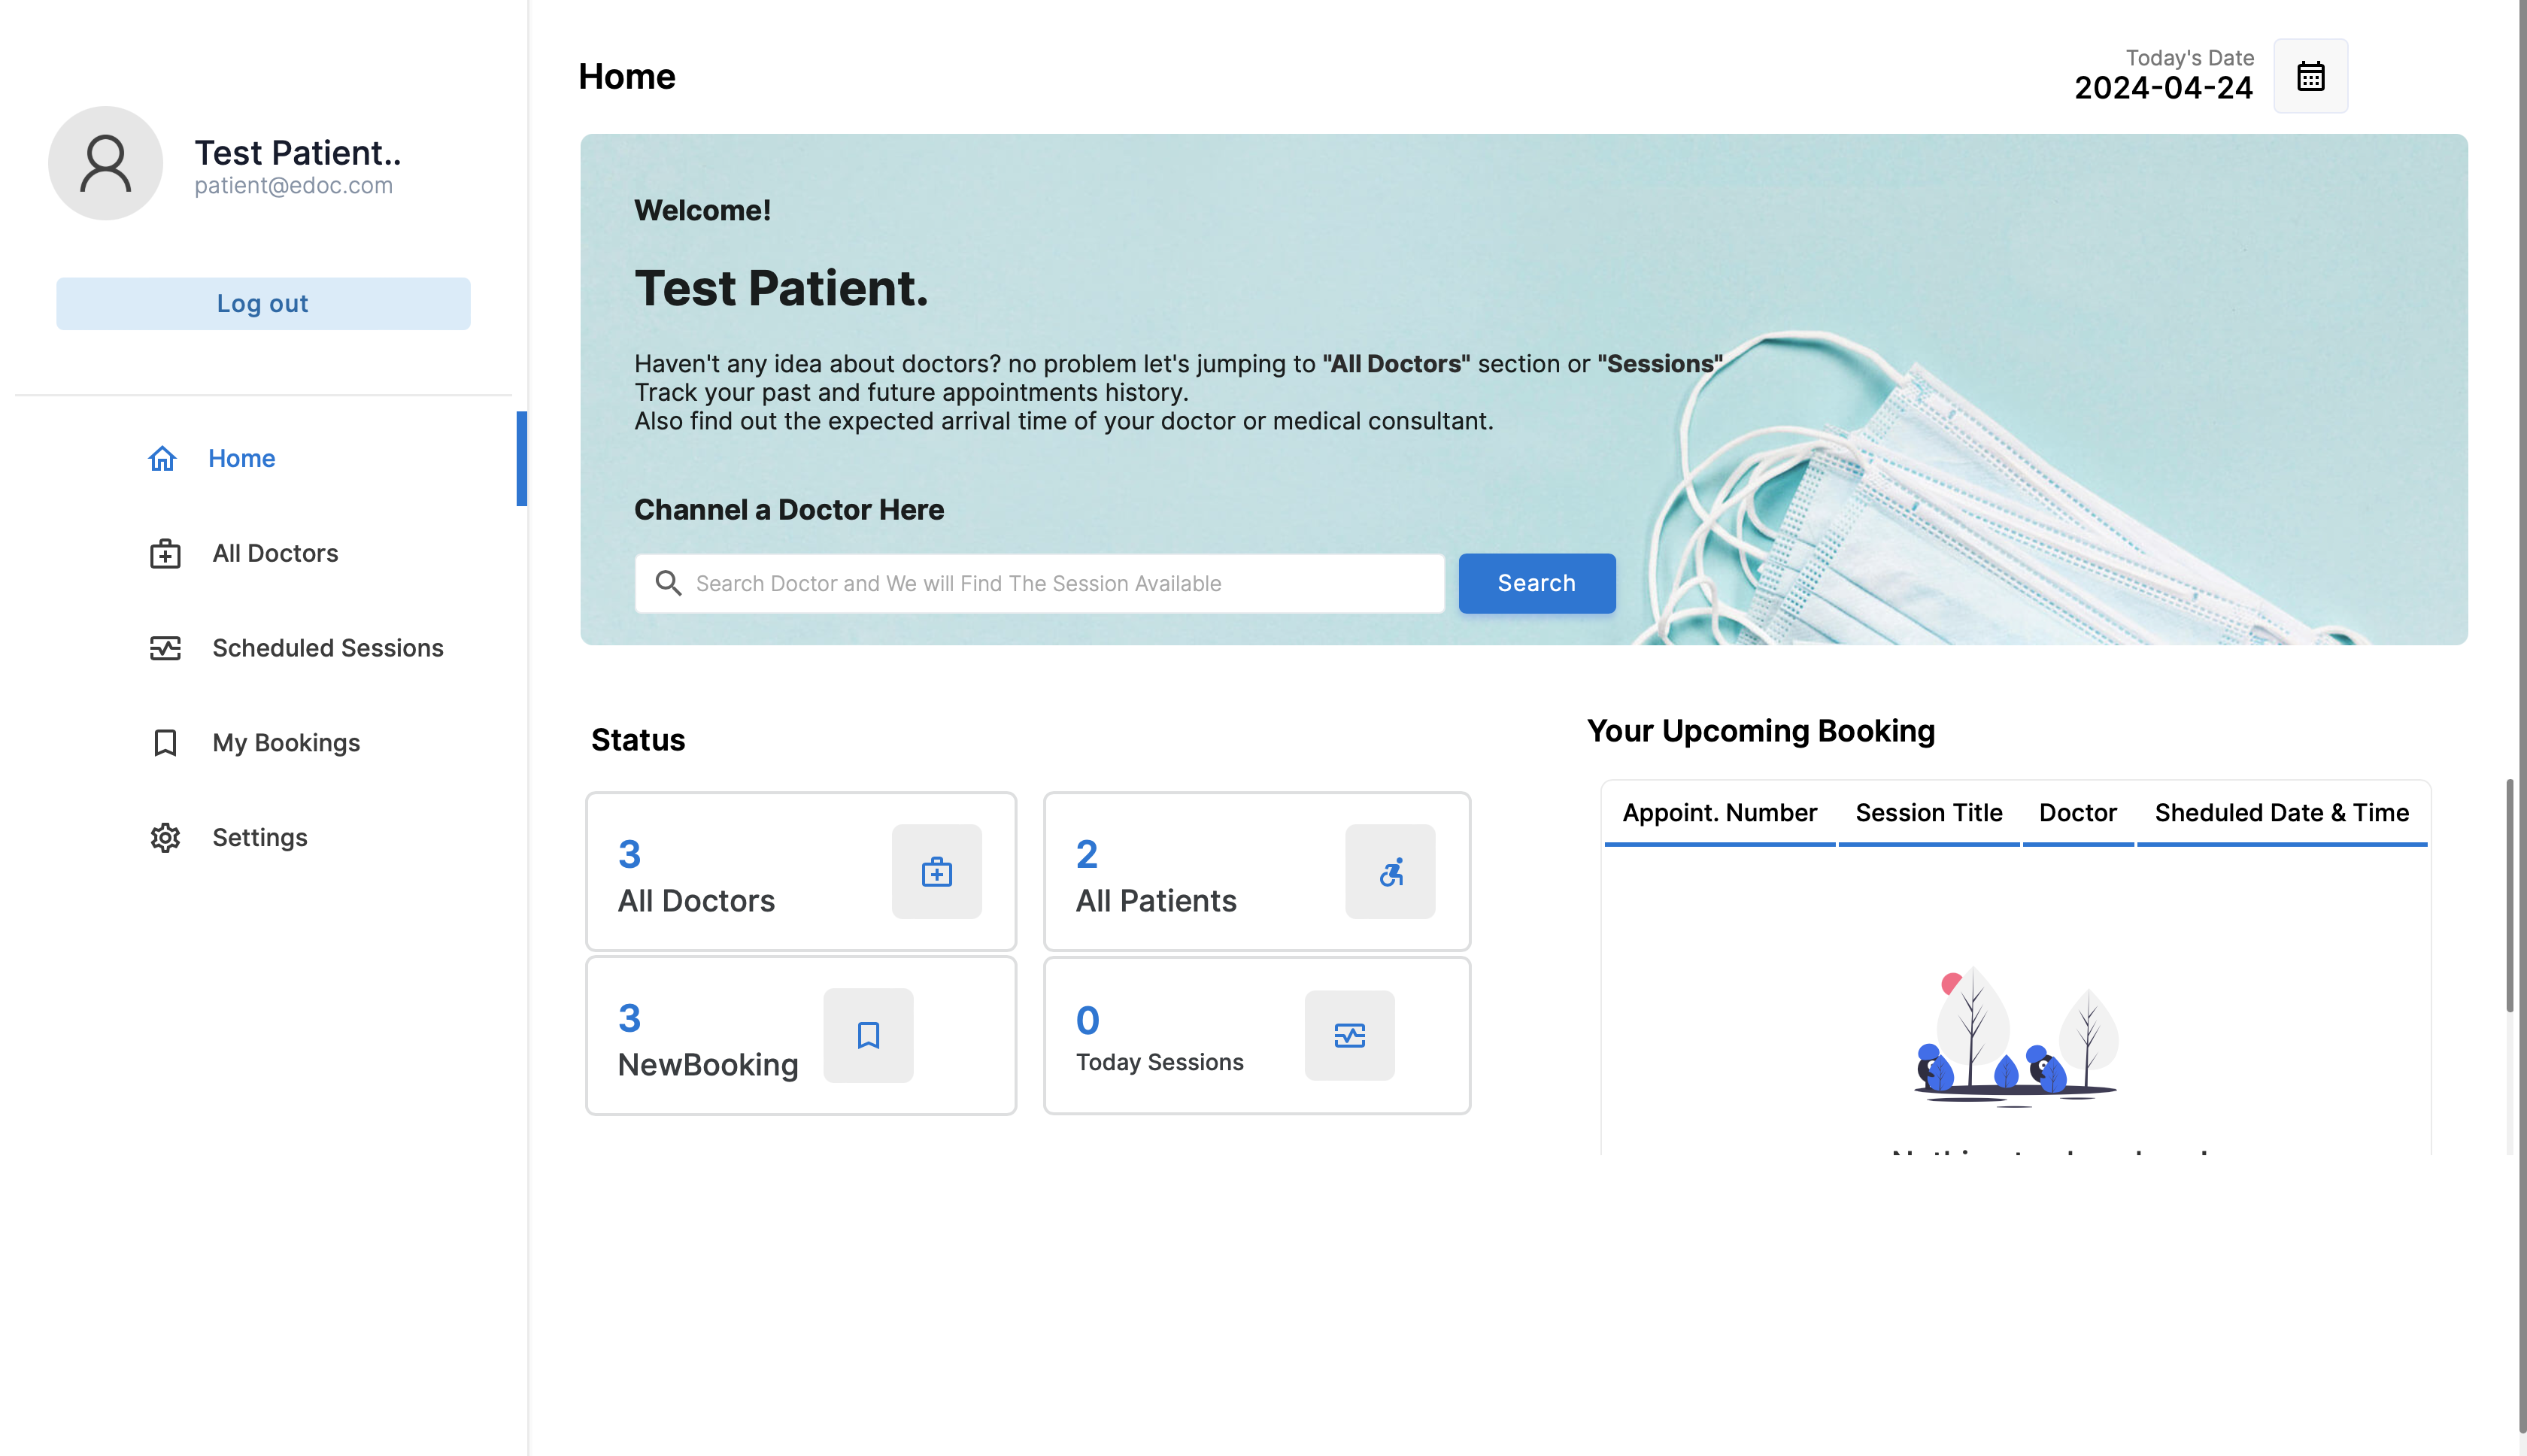 Test Patient..
patient@edoc.com
Log out
Home
All Doctors
Scheduled Sessions
My Bookings
Settings
Home
Today's Date
2024-04-24
Welcome!
Test Patient.
Haven't any idea about doctors? no problem let's jumping to "All Doctors" section or "Sessions"
Track your past and future appointments history.
Also find out the expected arrival time of your doctor or medical consultant.
Channel a Doctor Here
Search Doctor and We will Find The Session Available
Search
Status
3
All Doctors
2
All Patients
3
NewBooking
0
Today Sessions
Your Upcoming Booking
Appoint. Number Session Title Doctor Sheduled Date & Time